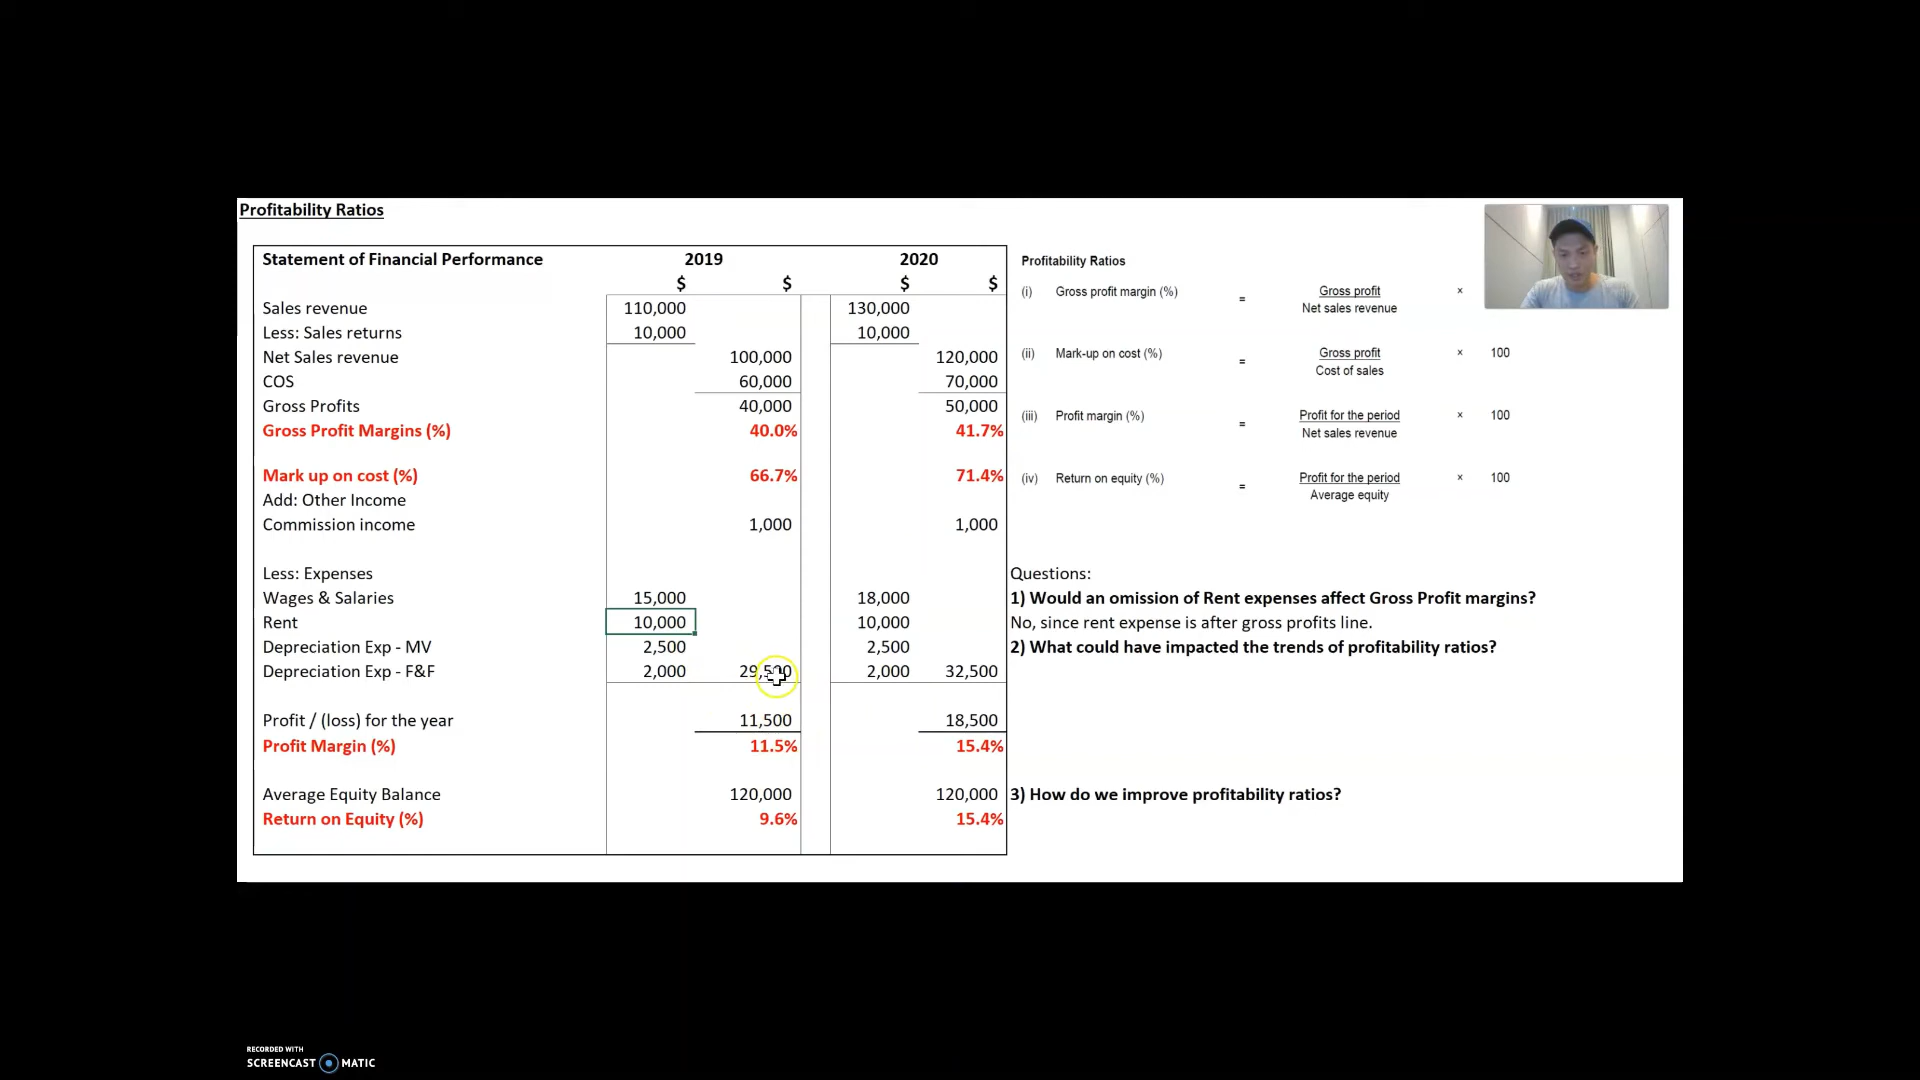 Profitability Ratios
Statement of Financial Performance 2019 2020
$ $ $ $
Sales revenue 110,000 130,000
Less: Sales returns 10,000 10,000
Net Sales revenue 100,000 120,000
COS 60,000 70,000
Gross Profits 40,000 50,000
Gross Profit Margins (%) 40.0% 41.7%
Mark up on cost (%) 66.7% 71.4%
Add: Other Income
Commission income 1,000 1,000
Less: Expenses
Wages & Salaries 15,000 18,000
Rent 10,000 10,000
Depreciation Exp - MV 2,500 2,500
Depreciation Exp - F&F 2,000 29,500 2,000 32,500
Profit / (loss) for the year 11,500 18,500
Profit Margin (%) 11.5% 15.4%
Average Equity Balance 120,000 120,000
Return on Equity (%) 9.6% 15.4%
Profitability Ratios
(i) Gross profit margin (%) = Gross profit ×
Net sales revenue
(ii) Mark-up on cost (%) = Gross profit × 100
Cost of sales
(iii) Profit margin (%) = Profit for the period × 100
Net sales revenue
(iv) Return on equity (%) = Profit for the period × 100
Average equity
Questions:
1) Would an omission of Rent expenses affect Gross Profit margins?
No, since rent expense is after gross profits line.
2) What could have impacted the trends of profitability ratios?
3) How do we improve profitability ratios?
RECORDED WITH
SCREENCAST MATIC